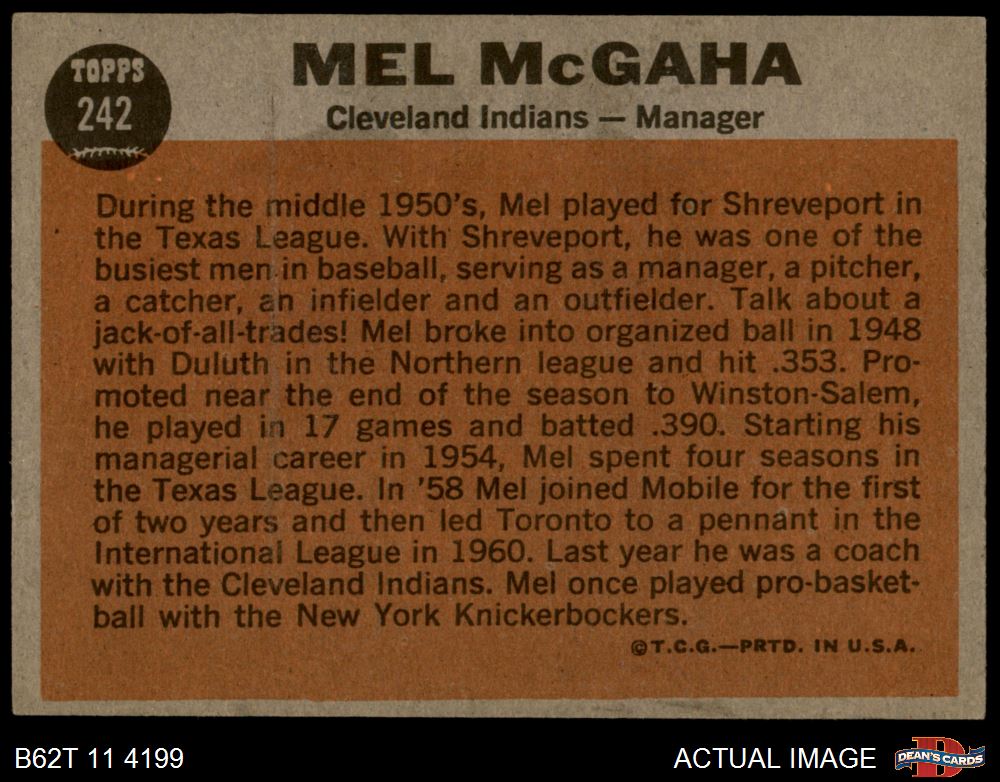 TOPPS
242
MEL McGAHA
Cleveland Indians — Manager
During the middle 1950's, Mel played for Shreveport in
the Texas League. With Shreveport, he was one of the
busiest men in baseball, serving as a manager, a pitcher,
a catcher, an infielder and an outfielder. Talk about a
jack-of-all-trades! Mel broke into organized ball in 1948
with Duluth in the Northern league and hit .353. Pro-
moted near the end of the season to Winston-Salem,
he played in 17 games and batted .390. Starting his
managerial career in 1954, Mel spent four seasons in
the Texas League. In '58 Mel joined Mobile for the first
of two years and then led Toronto to a pennant in the
International League in 1960. Last year he was a coach
with the Cleveland Indians. Mel once played pro-basket-
ball with the New York Knickerbockers.
©T.C.G.—PRTD. IN U.S.A.
B62T 11 4199
ACTUAL IMAGE
D
DEAN'S CARDS